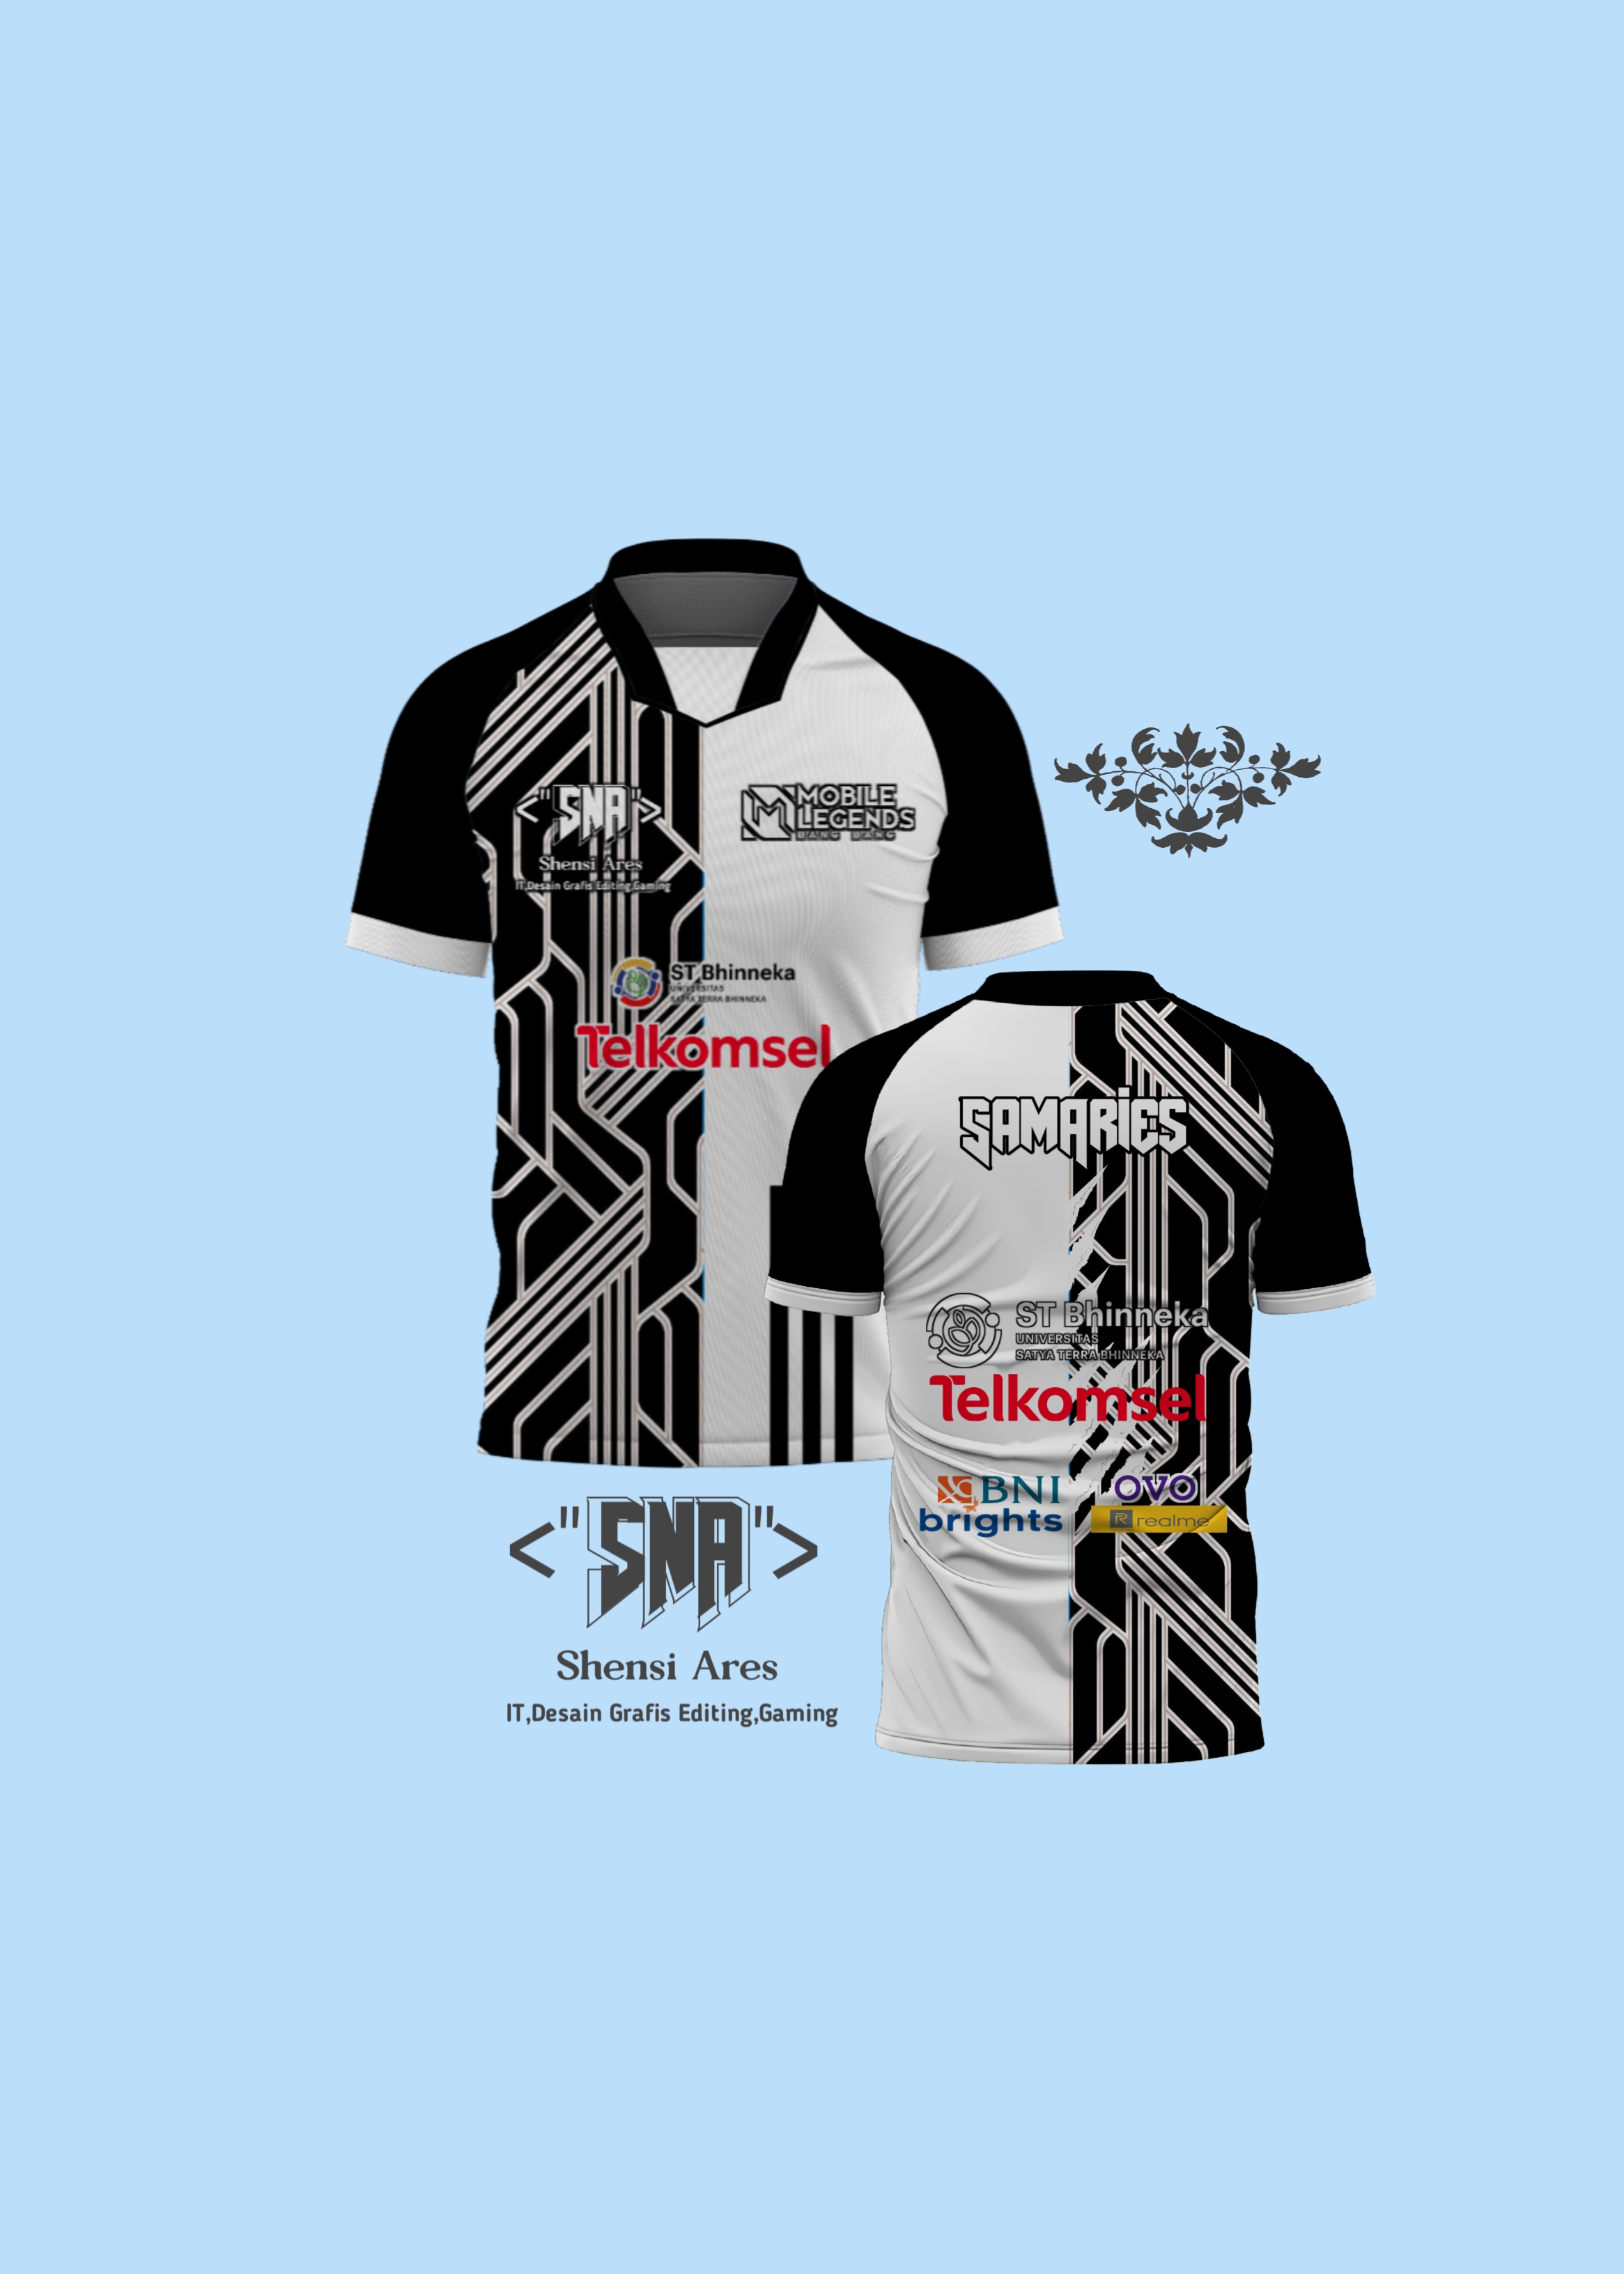 <"SNA">
Shensi Ares
IT,Desain Grafis Editing,Gaming
MOBILE
LEGENDS
BANG BANG
ST Bhinneka
UNIVERSITAS
SATYA TERRA BHINNEKA
Telkomsel
SAMARIES
ST Bhinneka
UNIVERSITAS
SATYA TERRA BHINNEKA
Telkomsel
BNI
OVO
brights
R realme
<"SNA">
Shensi Ares
IT,Desain Grafis Editing,Gaming